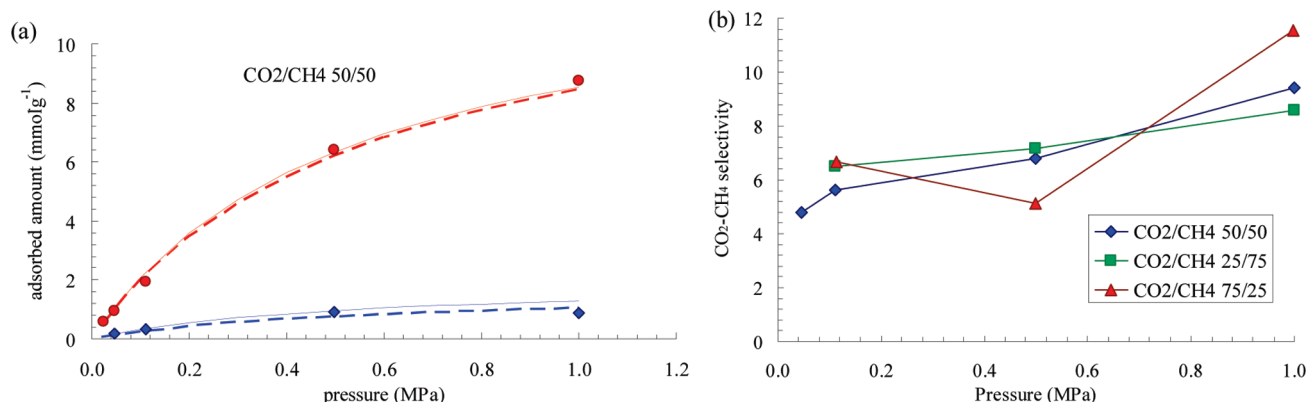 (a)
10
8
6
4
2
0
adsorbed amount (mmolg⁻¹)
CO2/CH4 50/50
0.0 0.2 0.4 0.6 0.8 1.0 1.2
pressure (MPa)
(b)
12
10
8
6
4
2
0
CO₂-CH₄ selectivity
CO2/CH4 50/50
CO2/CH4 25/75
CO2/CH4 75/25
0.0 0.2 0.4 0.6 0.8 1.0
Pressure (MPa)